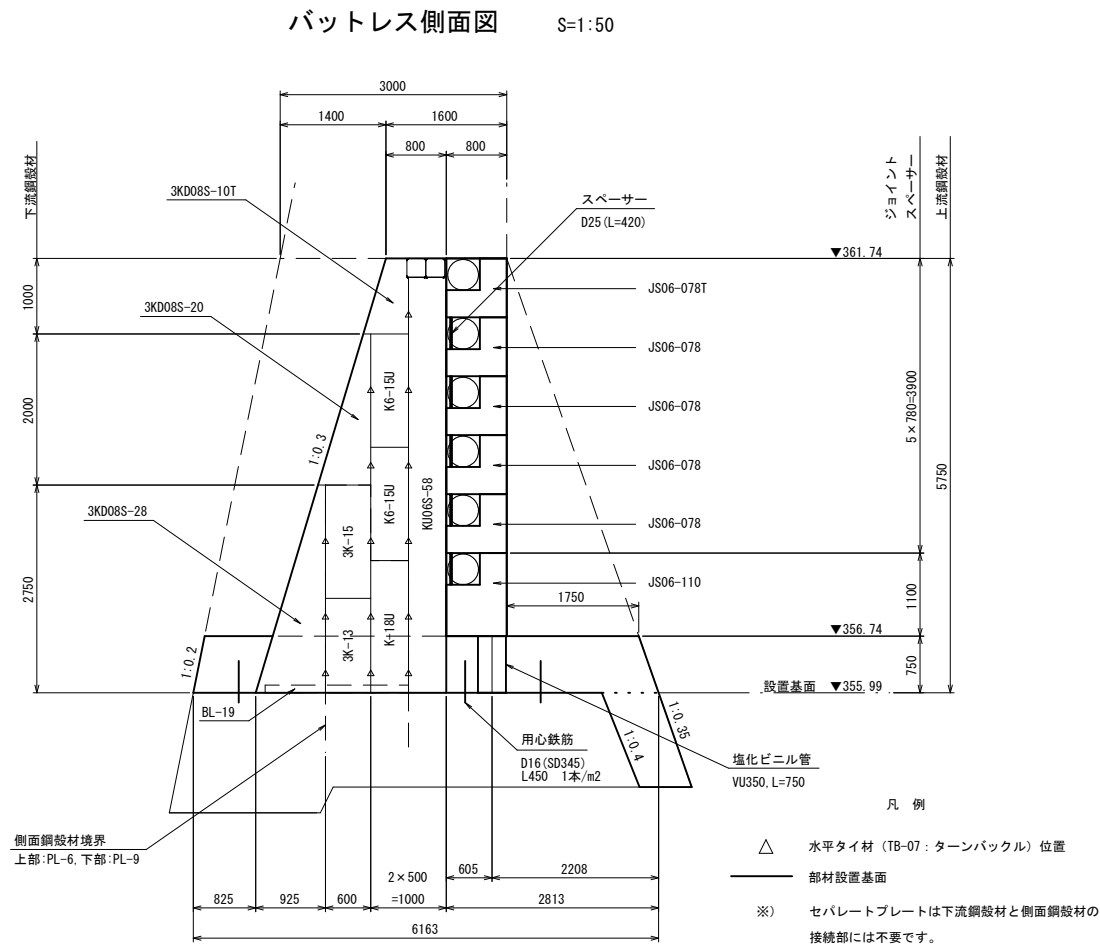 バットレス側面図 S=1:50
3000
1400
1600
800
800
下流鋼殻材
ジョイント
スペーサー
上流鋼殻材
3KD08S-10T
スペーサー
D25(L=420)
▼361.74
1000
JS06-078T
3KD08S-20
JS06-078
2000
K6-15U
JS06-078
5×780=3900
1:0.3
JS06-078
5750
KU06S-58
K6-15U
3KD08S-28
3K-15
JS06-078
2750
JS06-110
1750
1100
3K-13
K+18U
▼356.74
1:0.2
750
設置基面 ▼355.99
BL-19
1:0.35
1:0.4
用心鉄筋
D16(SD345)
L450 1本/m2
塩化ビニル管
VU350,L=750
凡 例
側面鋼殻材境界
上部:PL-6,下部:PL-9
△ 水平タイ材(TB-07:ターンバックル)位置
2×500
605
2208
部材設置基面
825
925
600
=1000
2813
※) セパレートプレートは下流鋼殻材と側面鋼殻材の
接続部には不要です。
6163